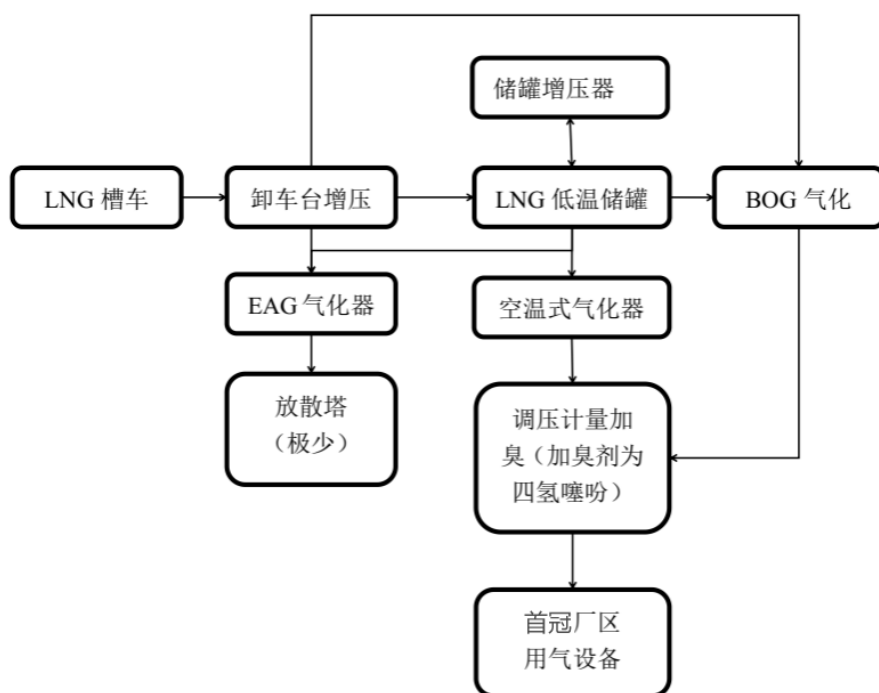 储罐增压器
LNG 槽车
卸车台增压
LNG 低温储罐
BOG 气化
EAG 气化器
空温式气化器
放散塔
（极少）
调压计量加
臭（加臭剂为
四氢噻吩）
首冠厂区
用气设备